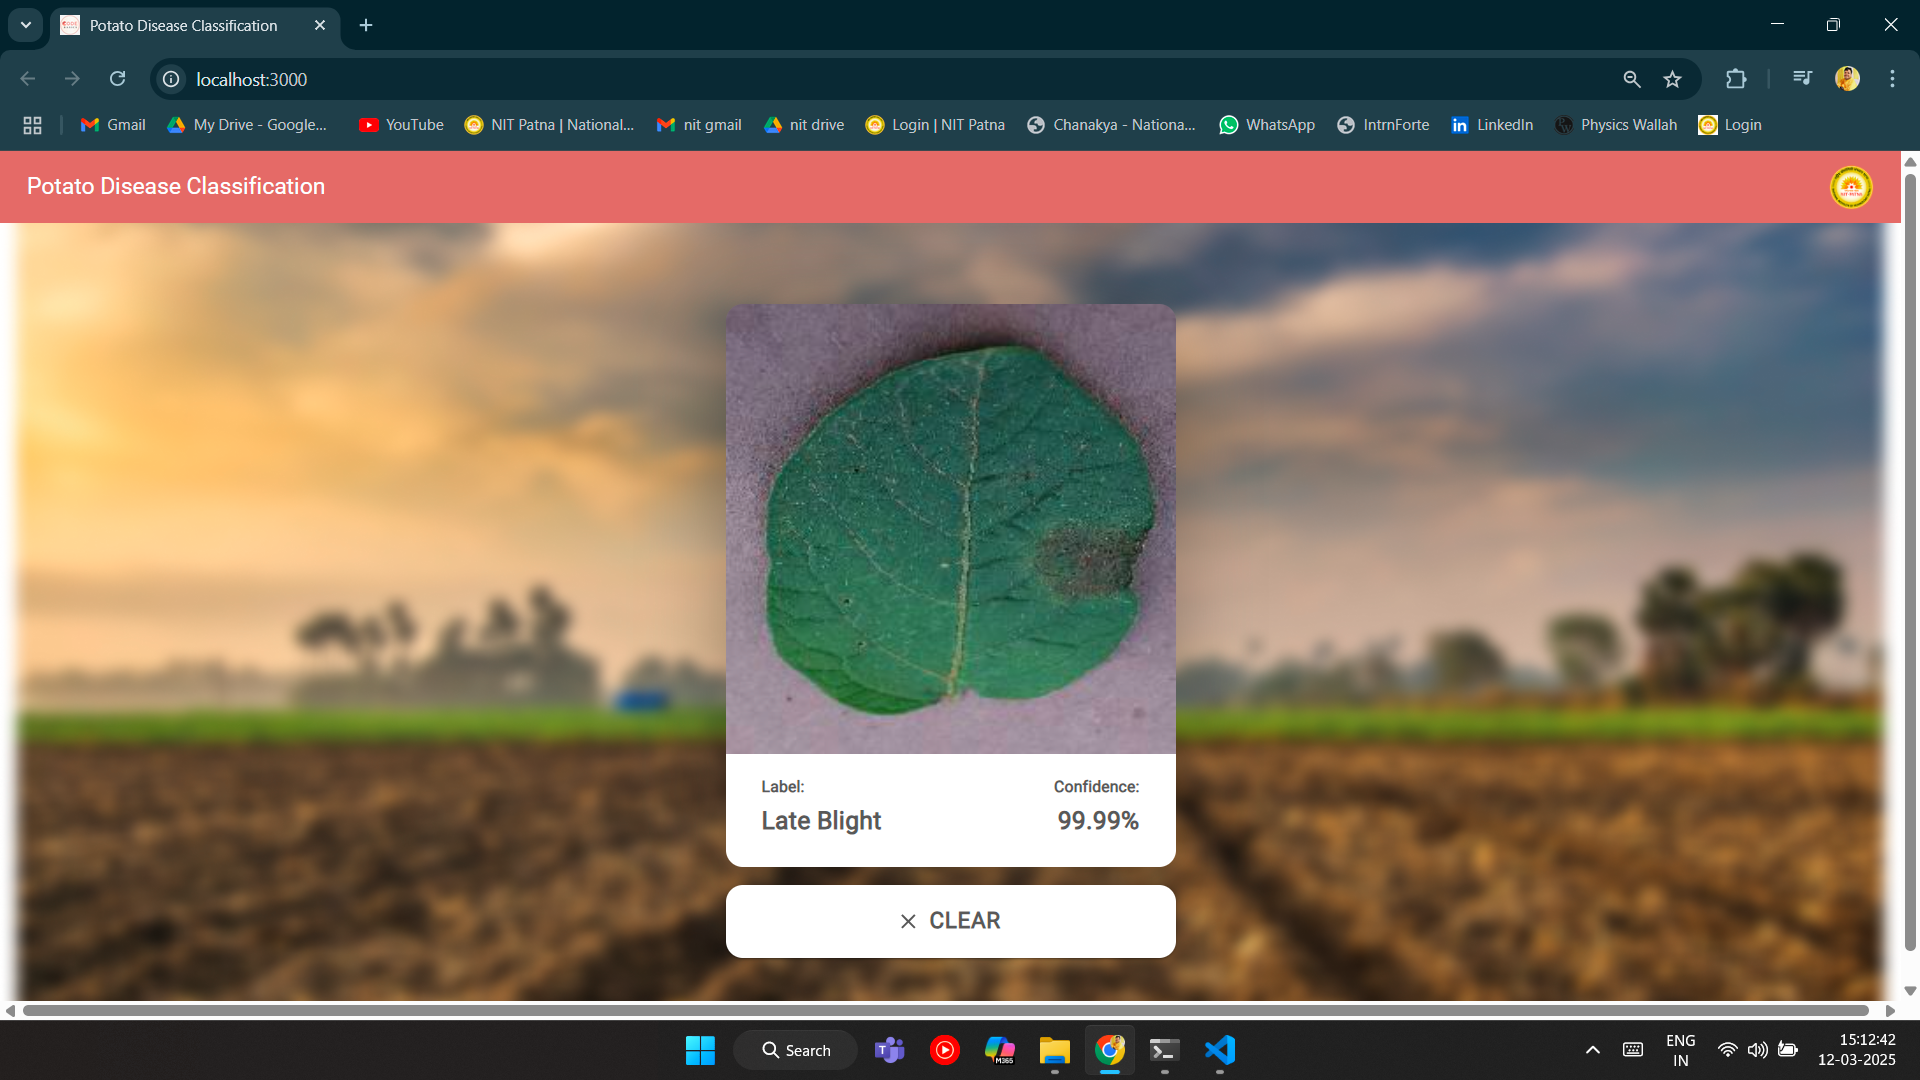 Potato Disease Classification
localhost:3000
Gmail
My Drive - Google...
YouTube
NIT Patna | National...
nit gmail
nit drive
Login | NIT Patna
Chanakya - Nationa...
WhatsApp
IntrnForte
LinkedIn
Physics Wallah
Login
Potato Disease Classification
Label:
Confidence:
Late Blight
99.99%
CLEAR
Search
M365
ENG
IN
15:12:42
12-03-2025